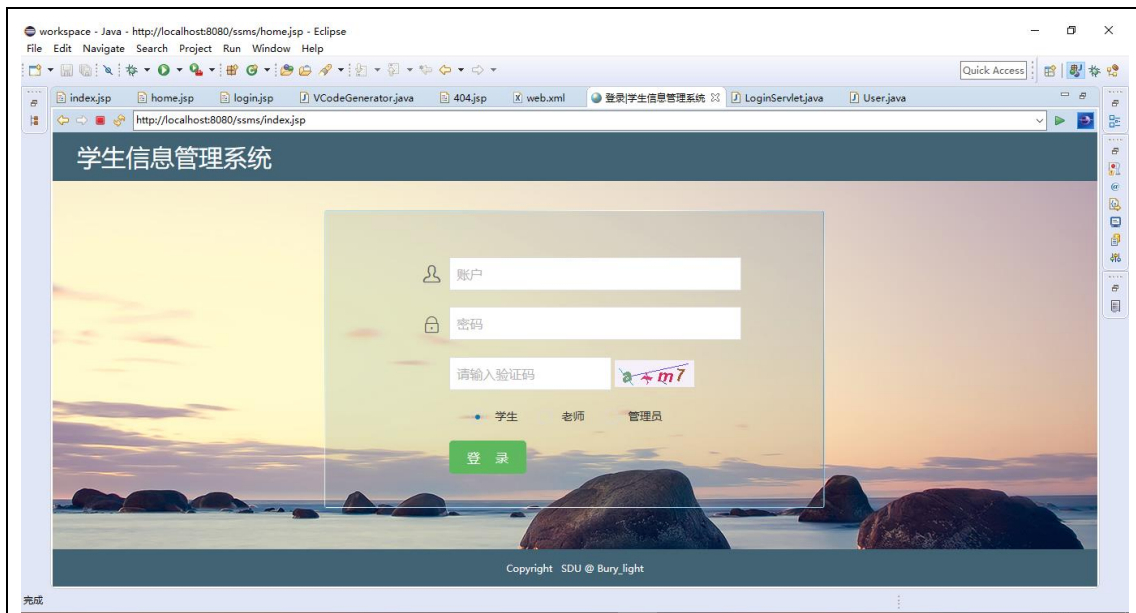 workspace - Java - http://localhost:8080/ssms/home.jsp - Eclipse
File Edit Navigate Search Project Run Window Help
Quick Access
index.jsp home.jsp login.jsp VCodeGenerator.java 404.jsp web.xml 登录|学生信息管理系统 LoginServlet.java User.java
http://localhost:8080/ssms/index.jsp
学生信息管理系统
账户
密码
请输入验证码
学生 老师 管理员
登 录
Copyright SDU @ Bury_light
完成